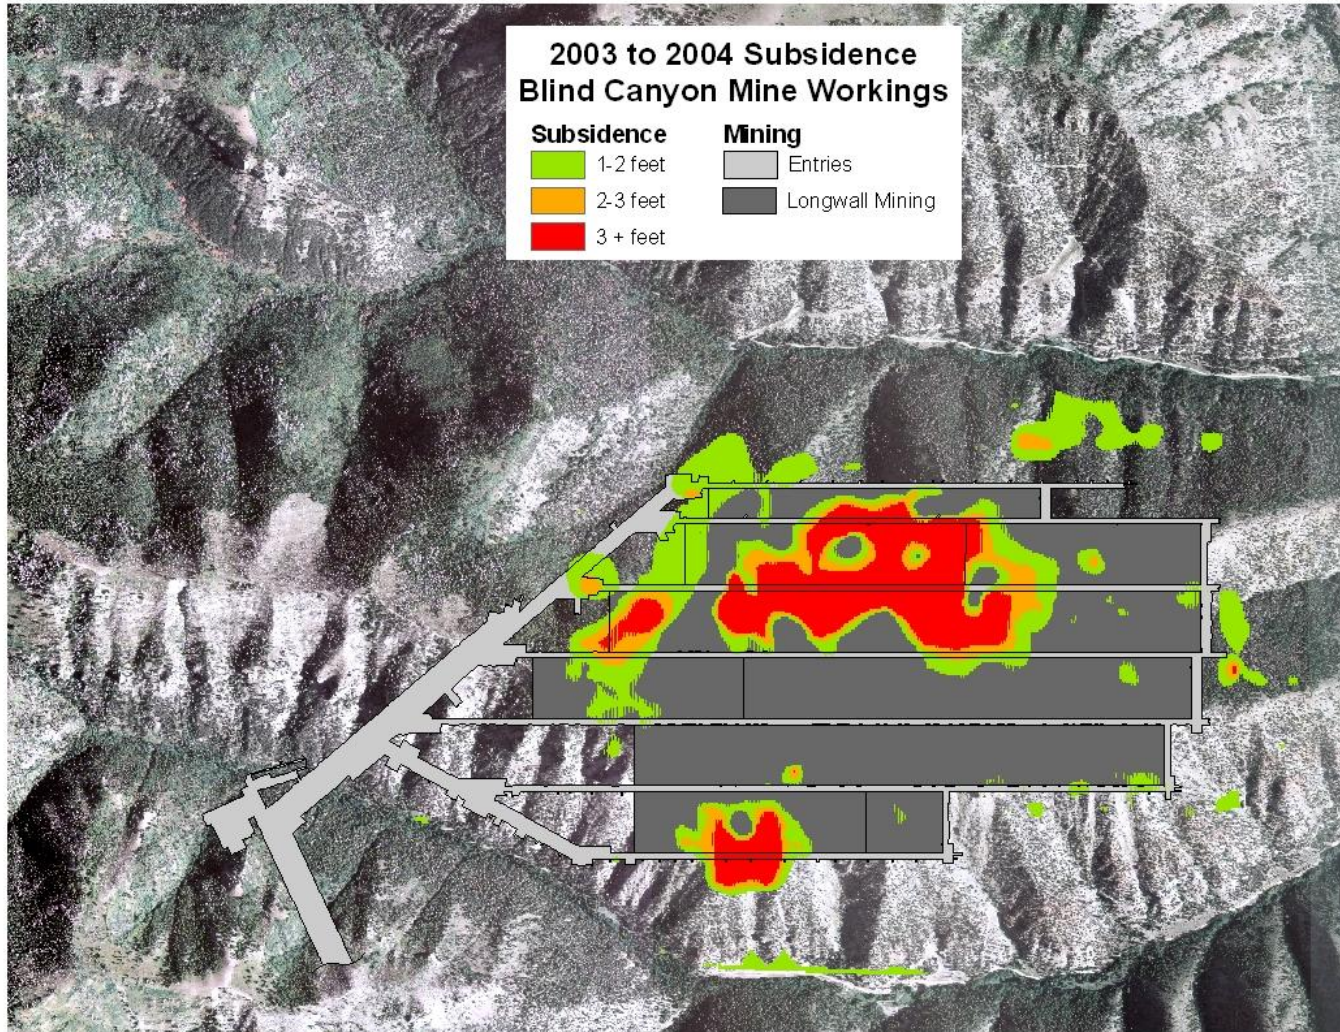 2003 to 2004 Subsidence
Blind Canyon Mine Workings
Subsidence
1-2 feet
2-3 feet
3 + feet
Mining
Entries
Longwall Mining